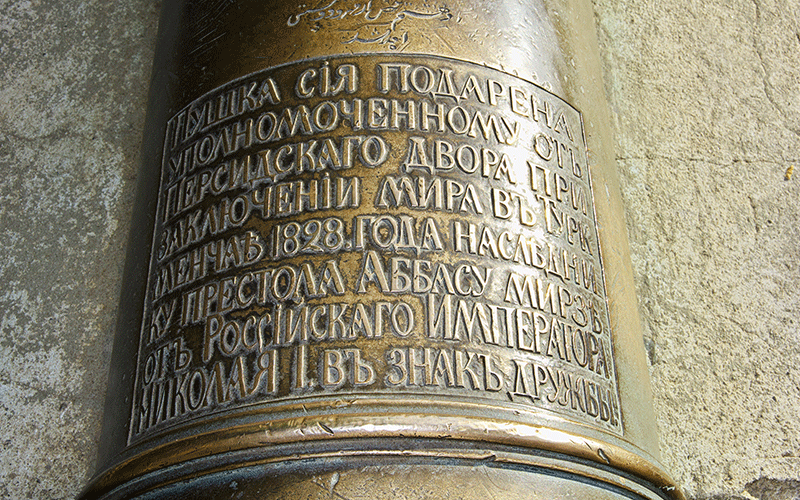 ПУШКА СІЯ ПОДАРЕНА,
УПОЛНОМОЧЕННОМУ ОТЪ
ПЕРСИДСКАГО ДВОРА ПРИ
ЗАКЛЮЧЕНІИ МИРА ВЪ ТУРК
МЕНЧАѢ 1828. ГОДА НАСЛѢДНИ
КУ ПРЕСТОЛА АББАСУ МИРЗѢ
ОТЪ РОССІЙСКАГО ИМПЕРАТОРА
НИКОЛАЯ I. ВЪ ЗНАКЪ ДРУЖБЫ